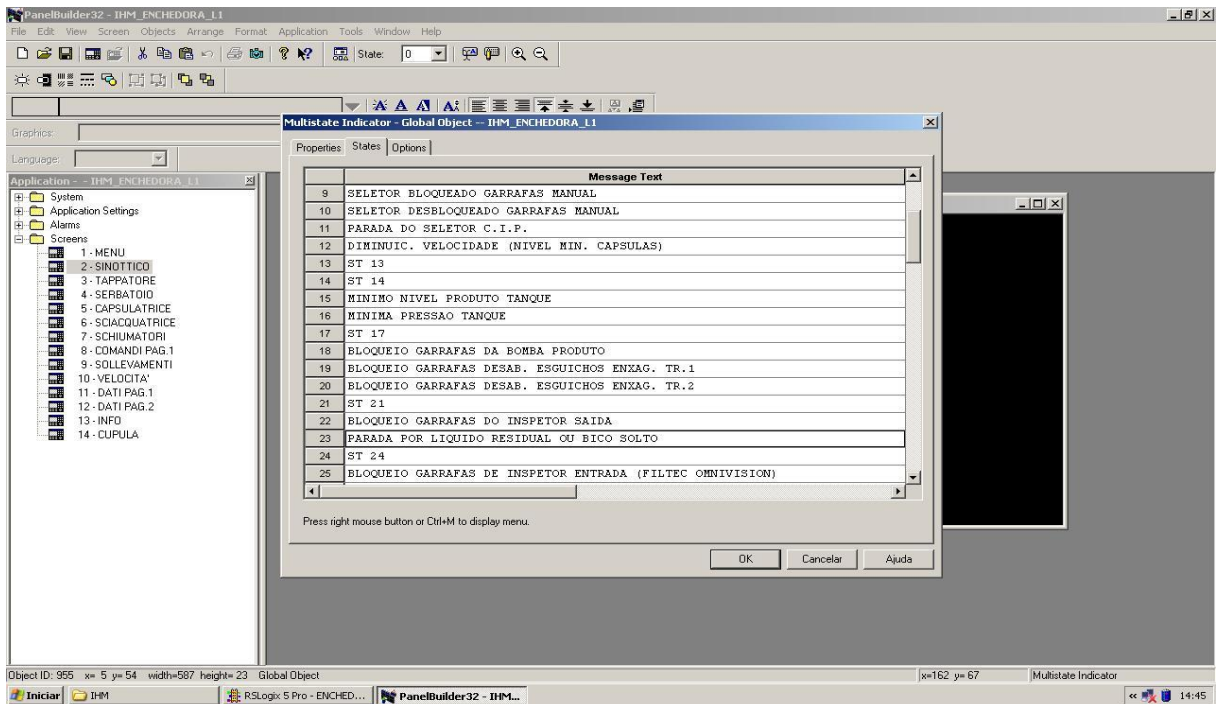 PanelBuilder32 - IHM_ENCHEDORA_L1
File Edit View Screen Objects Arrange Format Application Tools Window Help
State: 0
Graphics:
Language:
Application - - IHM_ENCHEDORA_L1
System
Application Settings
Alarms
Screens
1 - MENU
2 - SINOTTICO
3 - TAPPATORE
4 - SERBATOIO
5 - CAPSULATRICE
6 - SCIACQUATRICE
7 - SCHIUMATORI
8 - COMANDI PAG.1
9 - SOLLEVAMENTI
10 - VELOCITA'
11 - DATI PAG.1
12 - DATI PAG.2
13 - INFO
14 - CUPULA
Multistate Indicator - Global Object -- IHM_ENCHEDORA_L1
Properties States Options
Message Text
9 SELETOR BLOQUEADO GARRAFAS MANUAL
10 SELETOR DESBLOQUEADO GARRAFAS MANUAL
11 PARADA DO SELETOR C.I.P.
12 DIMINUIC. VELOCIDADE (NIVEL MIN. CAPSULAS)
13 ST 13
14 ST 14
15 MINIMO NIVEL PRODUTO TANQUE
16 MINIMA PRESSAO TANQUE
17 ST 17
18 BLOQUEIO GARRAFAS DA BOMBA PRODUTO
19 BLOQUEIO GARRAFAS DESAB. ESGUICHOS ENXAG. TR.1
20 BLOQUEIO GARRAFAS DESAB. ESGUICHOS ENXAG. TR.2
21 ST 21
22 BLOQUEIO GARRAFAS DO INSPETOR SAIDA
23 PARADA POR LIQUIDO RESIDUAL OU BICO SOLTO
24 ST 24
25 BLOQUEIO GARRAFAS DE INSPETOR ENTRADA (FILTEC OMNIVISION)
Press right mouse button or Ctrl+M to display menu.
OK Cancelar Ajuda
Object ID: 955 x= 5 y= 54 width=587 height= 23 Global Object
x=162 y= 67
Multistate Indicator
Iniciar IHM RSLogix 5 Pro - ENCHED... PanelBuilder32 - IHM... 14:45